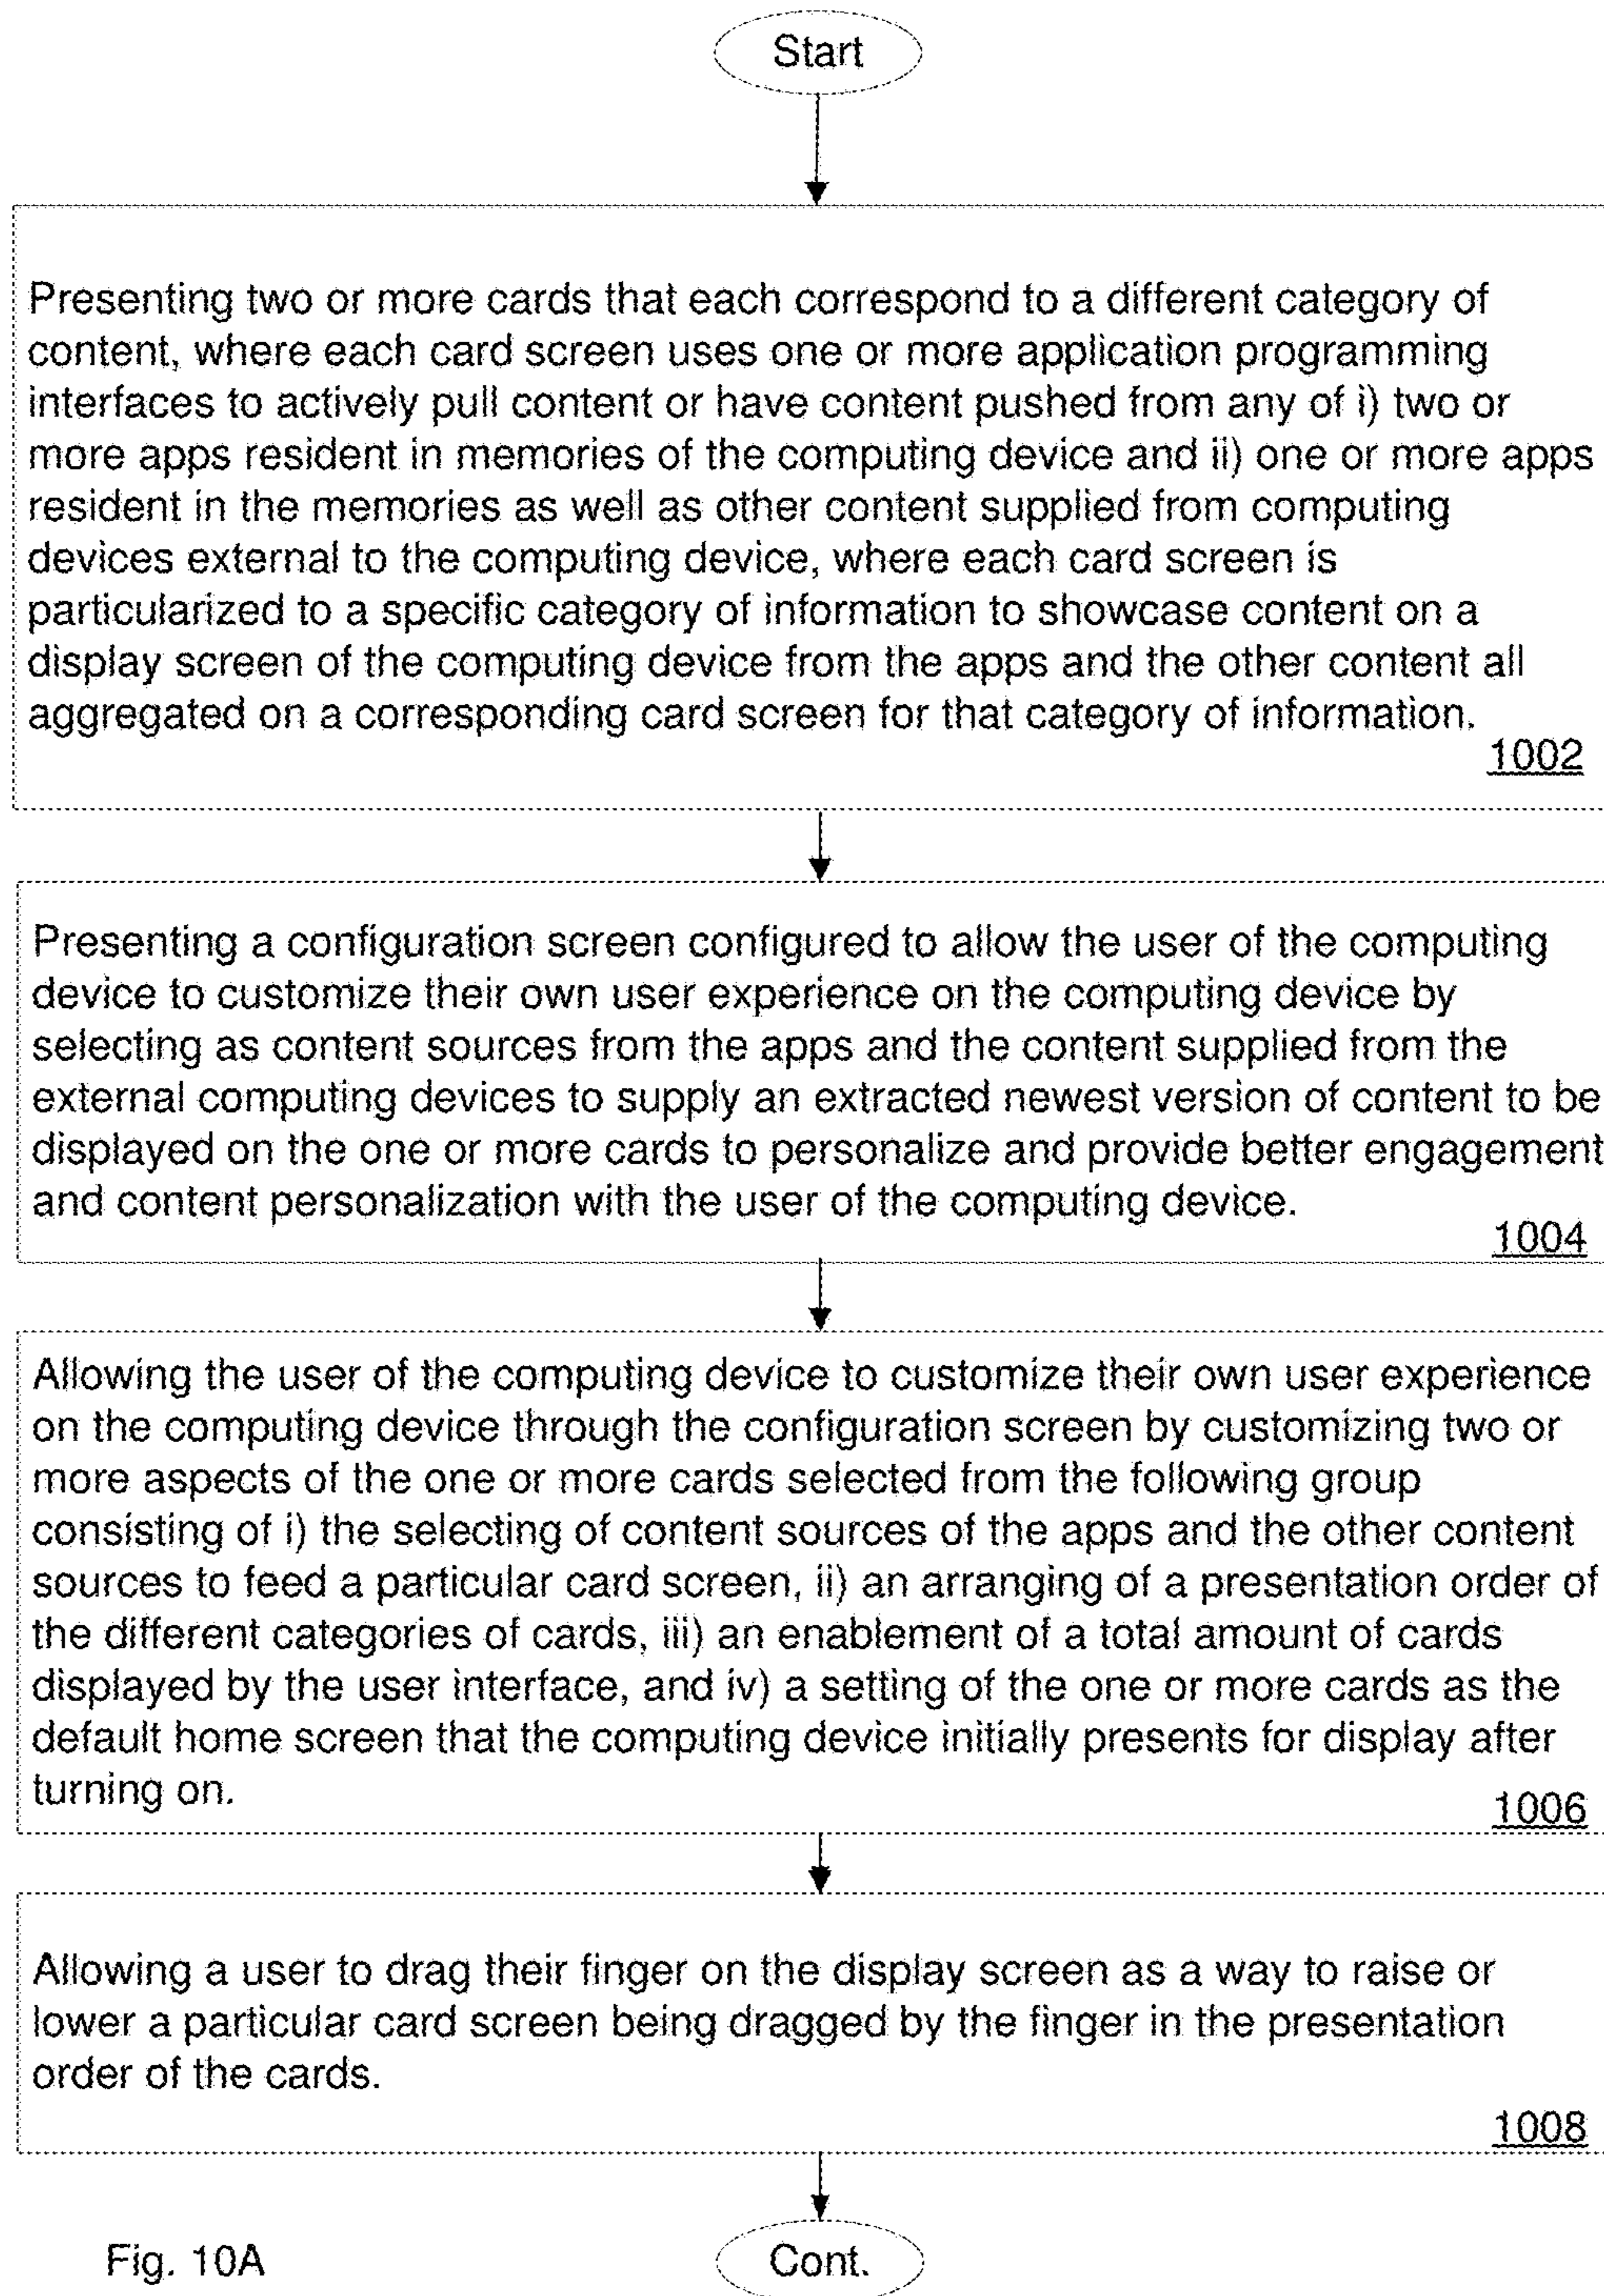 Start
Presenting two or more cards that each correspond to a different category of
content, where each card screen uses one or more application programming
interfaces to actively pull content or have content pushed from any of i) two or
more apps resident in memories of the computing device and ii) one or more apps
resident in the memories as well as other content supplied from computing
devices external to the computing device, where each card screen is
particularized to a specific category of information to showcase content on a
display screen of the computing device from the apps and the other content all
aggregated on a corresponding card screen for that category of information.
1002
Presenting a configuration screen configured to allow the user of the computing
device to customize their own user experience on the computing device by
selecting as content sources from the apps and the content supplied from the
external computing devices to supply an extracted newest version of content to be
displayed on the one or more cards to personalize and provide better engagement
and content personalization with the user of the computing device.
1004
Allowing the user of the computing device to customize their own user experience
on the computing device through the configuration screen by customizing two or
more aspects of the one or more cards selected from the following group
consisting of i) the selecting of content sources of the apps and the other content
sources to feed a particular card screen, ii) an arranging of a presentation order of
the different categories of cards, iii) an enablement of a total amount of cards
displayed by the user interface, and iv) a setting of the one or more cards as the
default home screen that the computing device initially presents for display after
turning on.
1006
Allowing a user to drag their finger on the display screen as a way to raise or
lower a particular card screen being dragged by the finger in the presentation
order of the cards.
1008
Fig. 10A
Cont.